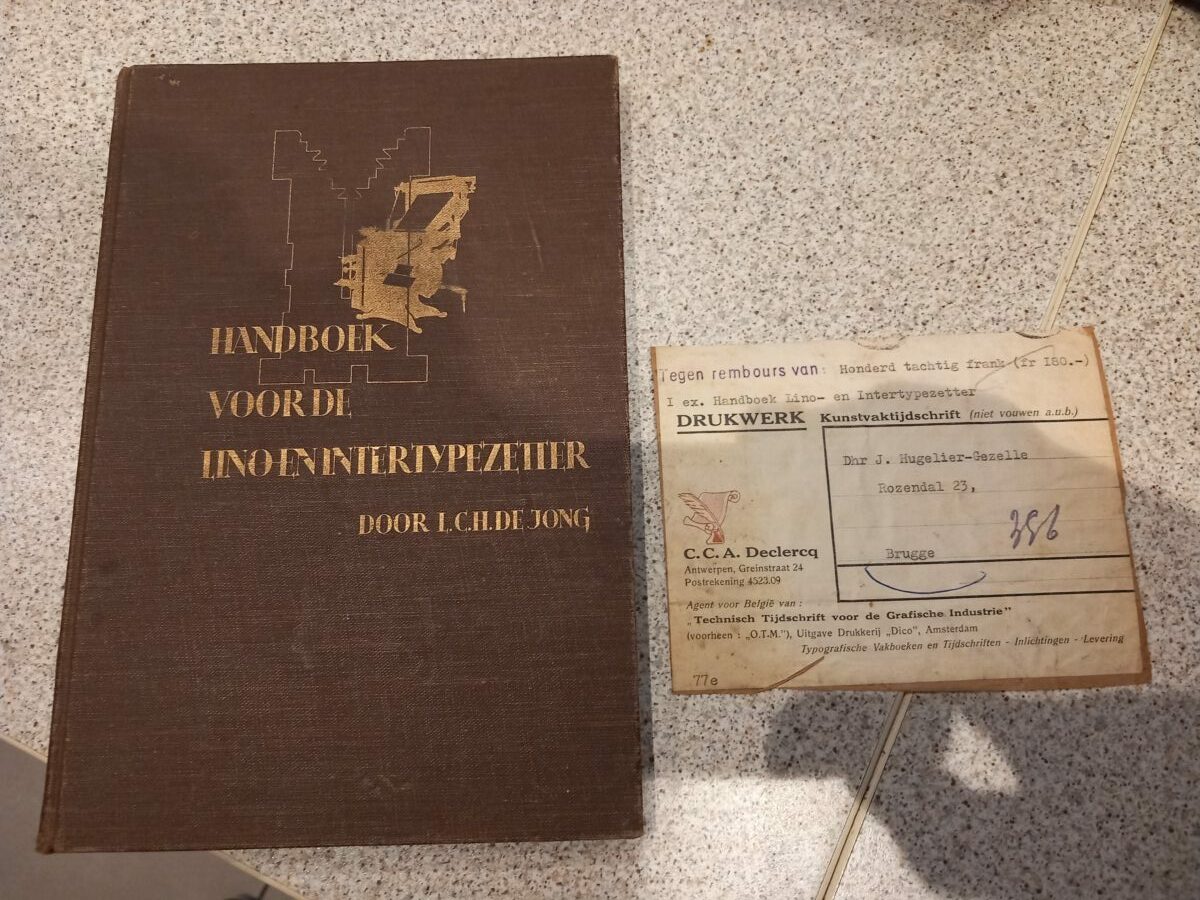 HANDBOEK
VOOR DE
LINO-EN INTERTYPEZETTER
DOOR L.C.H. DE JONG
Tegen rembours van: Honderd tachtig frank (fr I80.-)
I ex. Handboek Lino- en Intertypezetter
DRUKWERK Kunstvaktijdschrift (niet vouwen a.u.b.)
Dhr J. Hugelier-Gezelle
Rozendal 23,
356
Brugge
C. C. A. Declercq
Antwerpen, Greinstraat 24
Postrekening 4523.09
Agent voor België van :
"Technisch Tijdschrift voor de Grafische Industrie"
(voorheen : „O.T.M."), Uitgave Drukkerij „Dico", Amsterdam
Typografische Vakboeken en Tijdschriften - Inlichtingen - Levering
77e